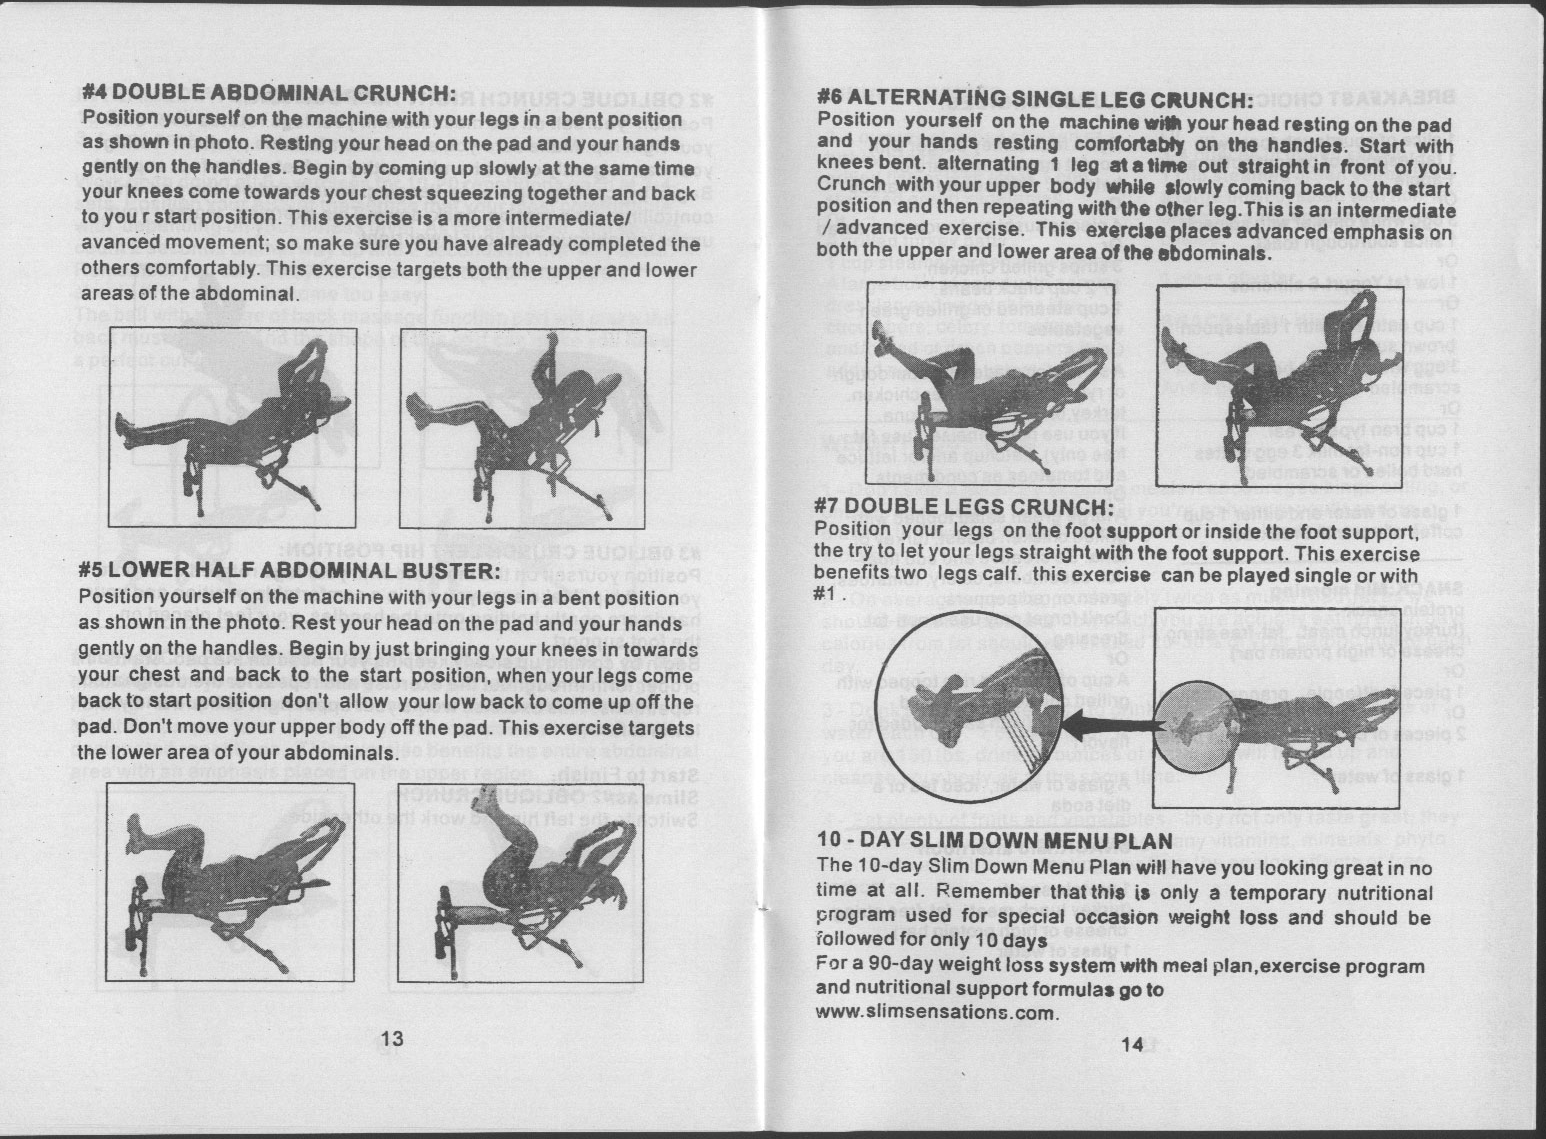 #4 DOUBLE ABDOMINAL CRUNCH:
Position yourself on the machine with your legs in a bent position
as shown in photo. Resting your head on the pad and your hands
gently on the handles. Begin by coming up slowly at the same time
your knees come towards your chest squeezing together and back
to you r start position. This exercise is a more intermediate/
avanced movement; so make sure you have already completed the
others comfortably. This exercise targets both the upper and lower
areas of the abdominal.
#5 LOWER HALF ABDOMINAL BUSTER:
Position yourself on the machine with your legs in a bent position
as shown in the photo. Rest your head on the pad and your hands
gently on the handles. Begin by just bringing your knees in towards
your chest and back to the start position, when your legs come
back to start position don't allow your low back to come up off the
pad. Don't move your upper body off the pad. This exercise targets
the lower area of your abdominals.
13
#6 ALTERNATING SINGLE LEG CRUNCH:
Position yourself on the machine with your head resting on the pad
and your hands resting comfortably on the handles. Start with
knees bent. alternating 1 leg at a time out straight in front of you.
Crunch with your upper body while slowly coming back to the start
position and then repeating with the other leg.This is an intermediate
/ advanced exercise. This exercise places advanced emphasis on
both the upper and lower area of the abdominals.
#7 DOUBLE LEGS CRUNCH:
Position your legs on the foot support or inside the foot support,
the try to let your legs straight with the foot support. This exercise
benefits two legs calf. this exercise can be played single or with
#1 .
10 - DAY SLIM DOWN MENU PLAN
The 10-day Slim Down Menu Plan will have you looking great in no
time at all. Remember that this is only a temporary nutritional
program used for special occasion weight loss and should be
followed for only 10 days
For a 90-day weight loss system with meal plan,exercise program
and nutritional support formulas go to
www.slimsensations.com.
14